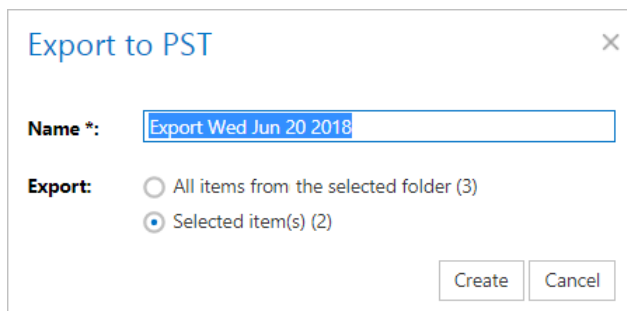 Export to PST
Name *: Export Wed Jun 20 2018
Export: All items from the selected folder (3)
Selected item(s) (2)
Create Cancel